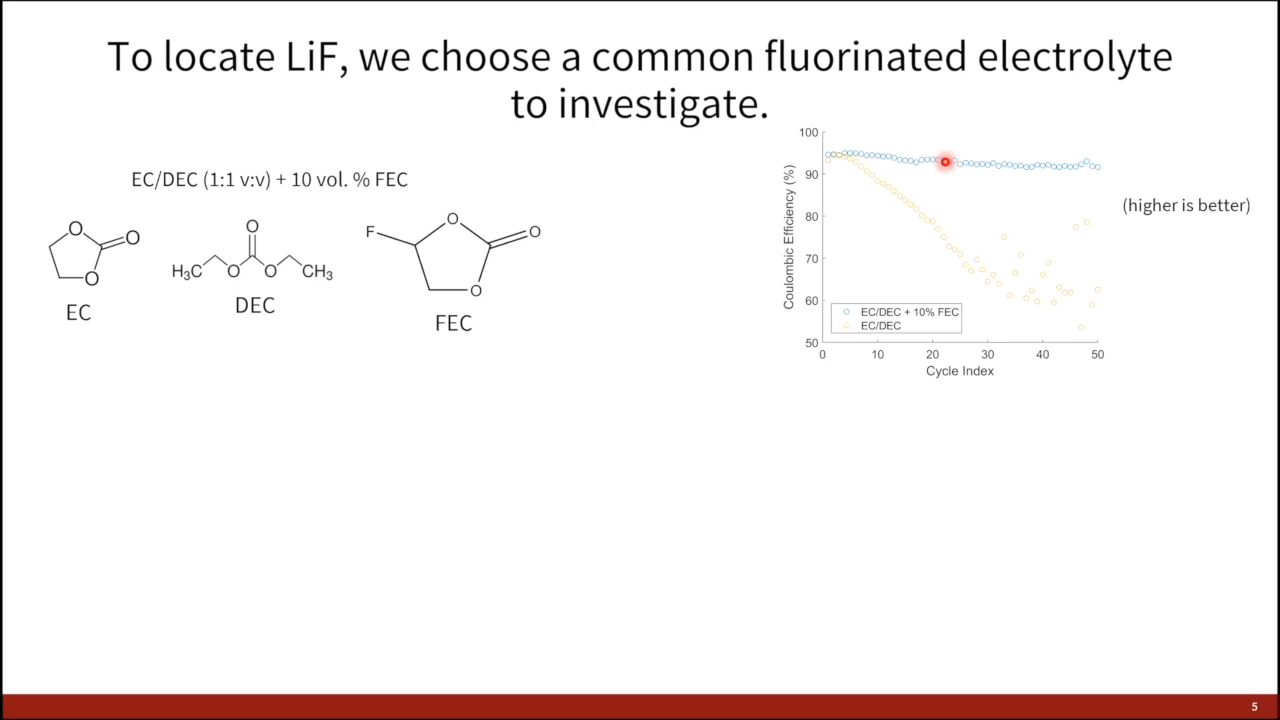 To locate LiF, we choose a common fluorinated electrolyte
to investigate.
EC/DEC (1:1 v:v) + 10 vol. % FEC
O
O
O
EC
O
H₃C
O
O
CH₃
DEC
F
O
O
O
FEC
100
90
80
70
60
50
Coulombic Efficiency (%)
EC/DEC + 10% FEC
EC/DEC
0 10 20 30 40 50
Cycle Index
(higher is better)
5